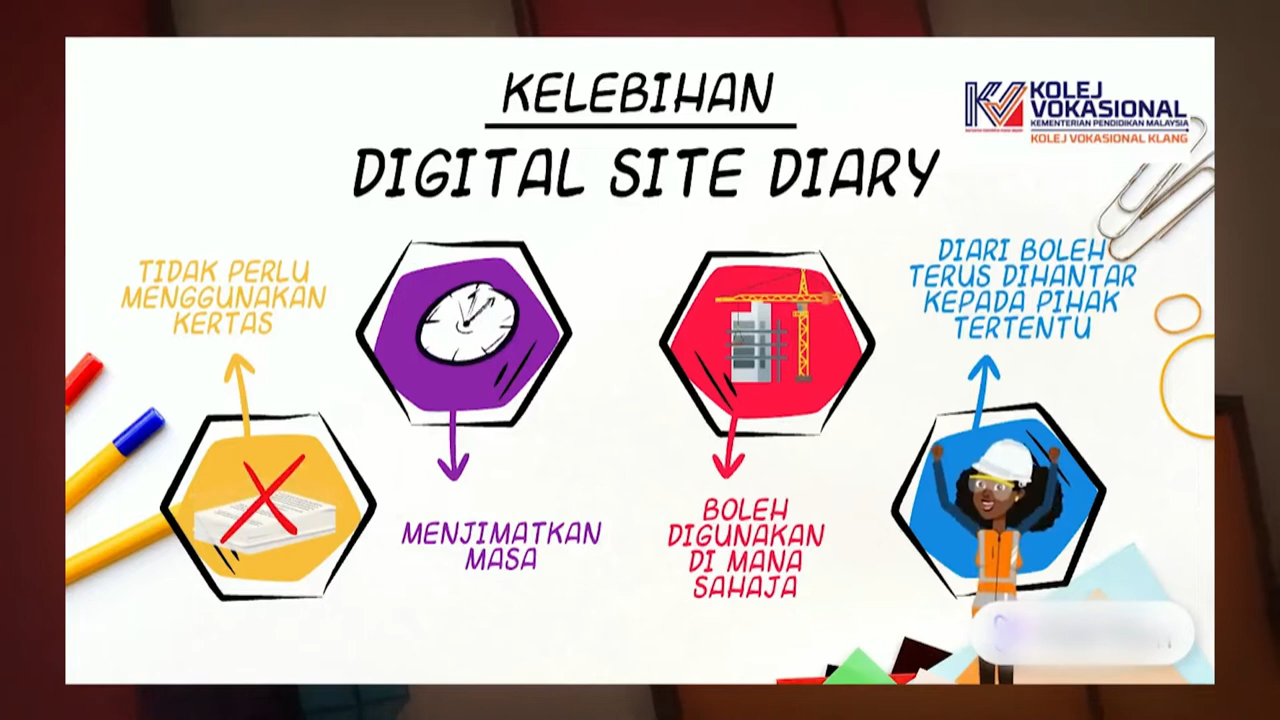 KELEBIHAN
DIGITAL SITE DIARY
KOLEJ
VOKASIONAL
KEMENTERIAN PENDIDIKAN MALAYSIA
KOLEJ VOKASIONAL KLANG
TIDAK PERLU
MENGGUNAKAN
KERTAS
MENJIMATKAN
MASA
BOLEH
DIGUNAKAN
DI MANA
SAHAJA
DIARI BOLEH
TERUS DIHANTAR
KEPADA PIHAK
TERTENTU